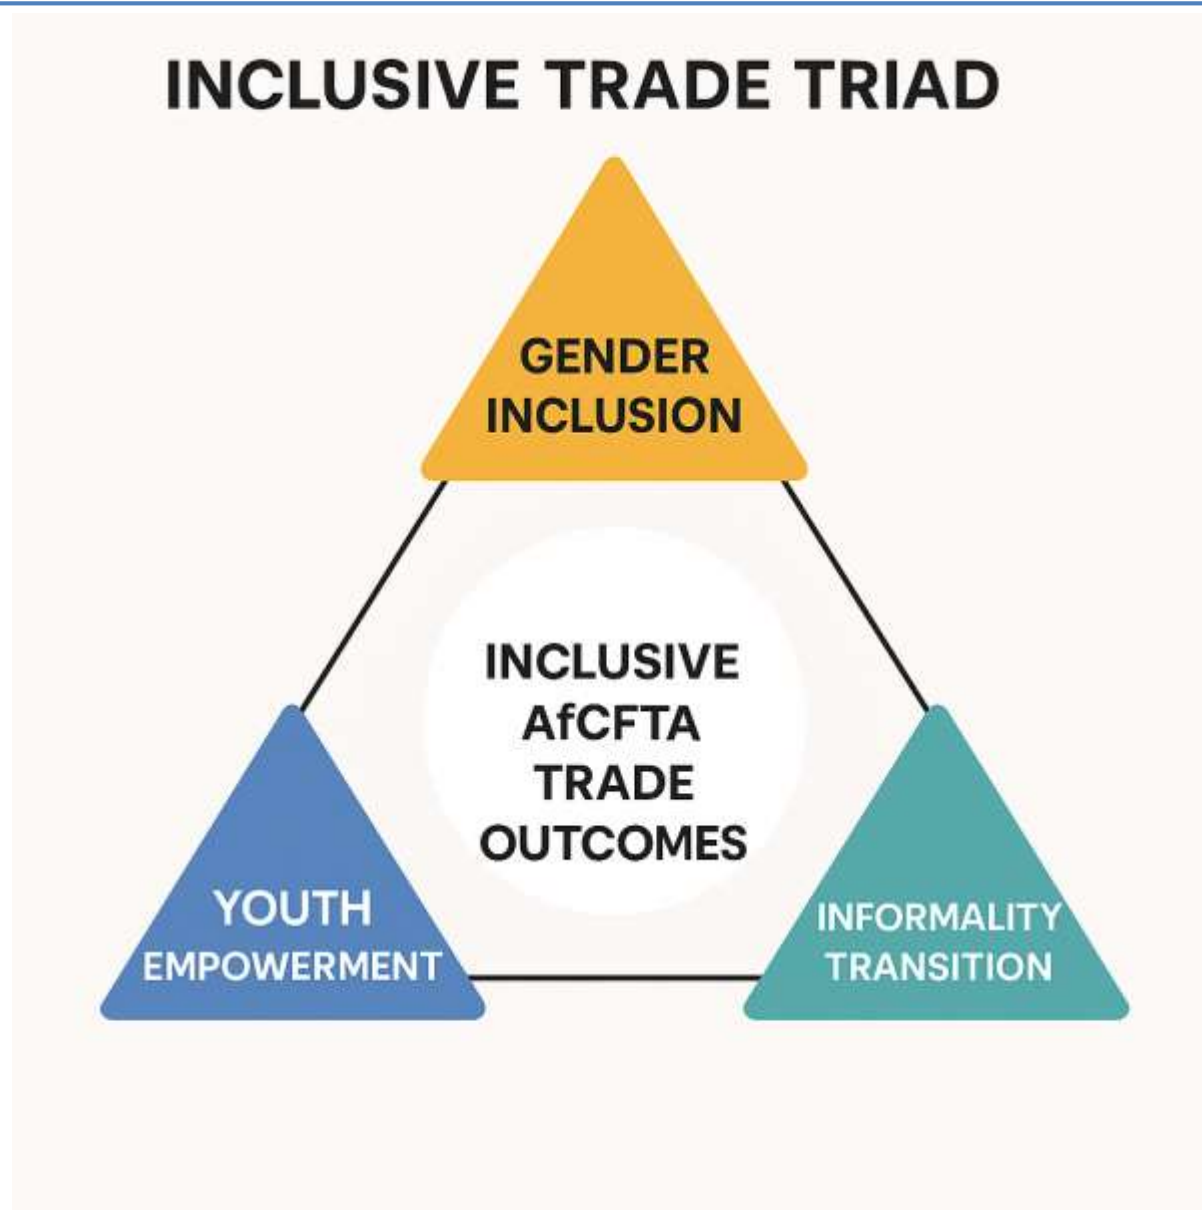 INCLUSIVE TRADE TRIAD
GENDER
INCLUSION
INCLUSIVE
AfCFTA
TRADE
OUTCOMES
YOUTH
EMPOWERMENT
INFORMALITY
TRANSITION